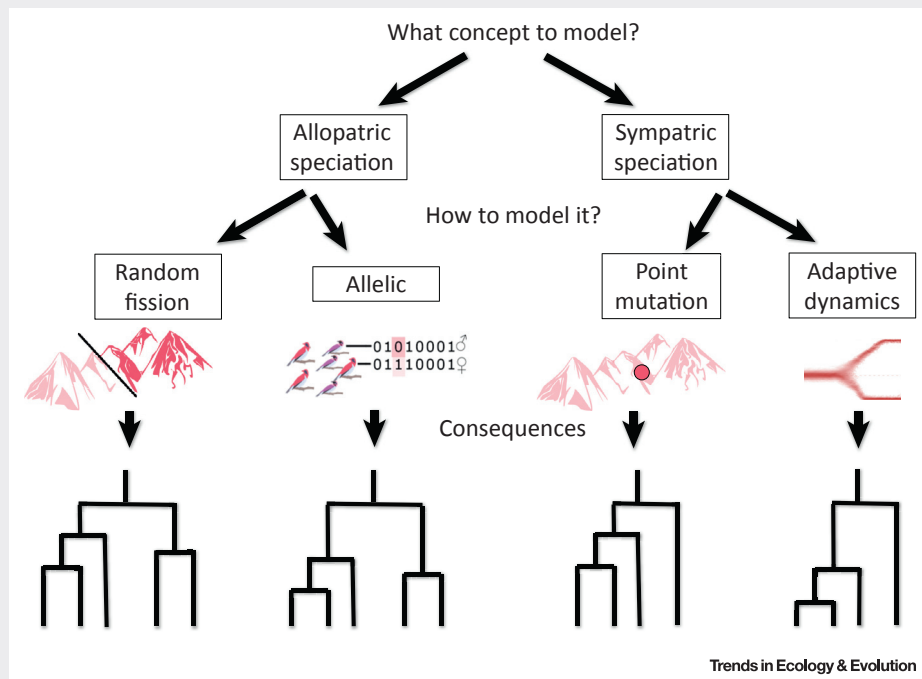 What concept to model?
Allopatric
speciation
Sympatric
speciation
How to model it?
Random
fission
Allelic
Point
mutation
Adaptive
dynamics
01010001♂
01110001♀
Consequences
Trends in Ecology & Evolution